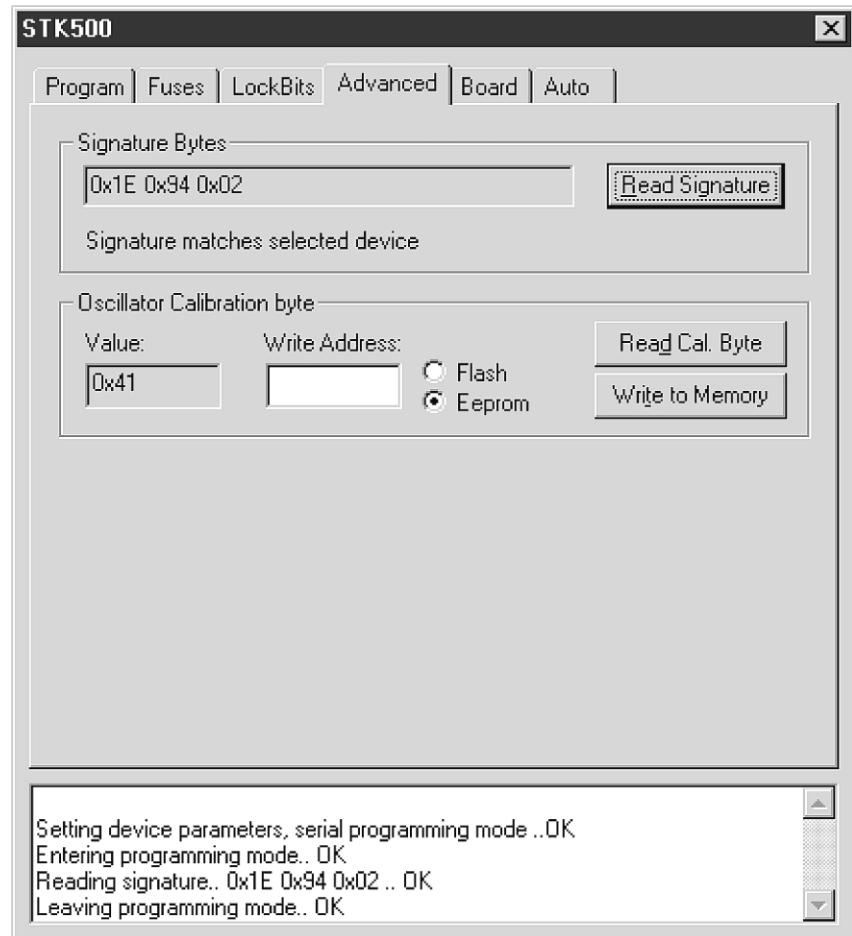 STK500
Program Fuses LockBits Advanced Board Auto
Signature Bytes
0x1E 0x94 0x02
Read Signature
Signature matches selected device
Oscillator Calibration byte
Value: Write Address:
Read Cal. Byte
0x41
Flash
Eeprom
Write to Memory
Setting device parameters, serial programming mode ..OK
Entering programming mode.. OK
Reading signature.. 0x1E 0x94 0x02 .. OK
Leaving programming mode.. OK